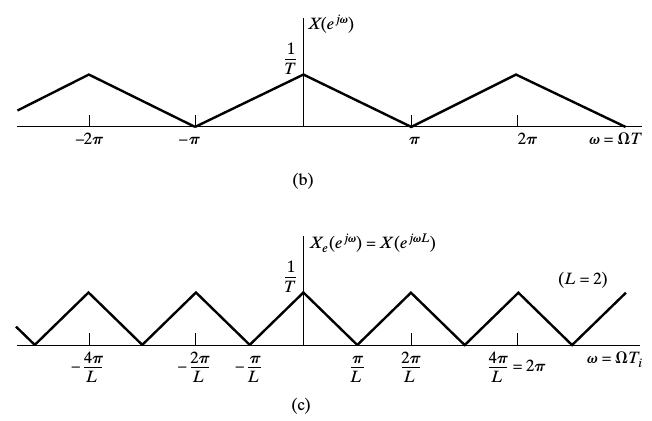 X(e^{jω})
1/T
−2π −π π 2π ω = ΩT
(b)
X_e(e^{jω}) = X(e^{jωL})
1/T (L = 2)
−4π/L −2π/L −π/L π/L 2π/L 4π/L = 2π ω = ΩT_i
(c)